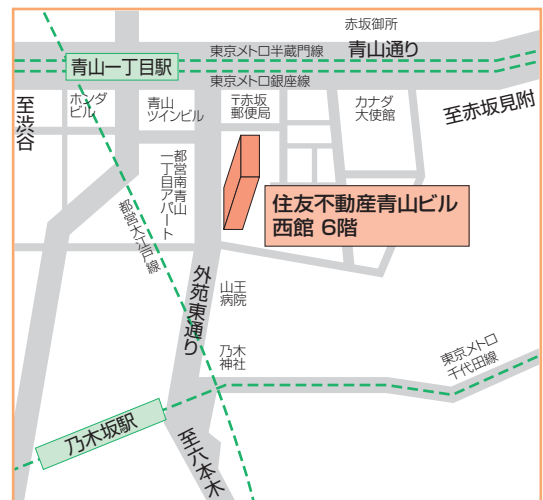 赤坂御所
東京メトロ半蔵門線
青山通り
青山一丁目駅
東京メトロ銀座線
至渋谷
ホンダ
ビル
青山
ツインビル
〒赤坂
郵便局
カナダ
大使館
至赤坂見附
都営南青山
一丁目アパート
住友不動産青山ビル
西館 6階
都営大江戸線
外苑東通り
山王
病院
乃木
神社
東京メトロ
千代田線
乃木坂駅
至六本木